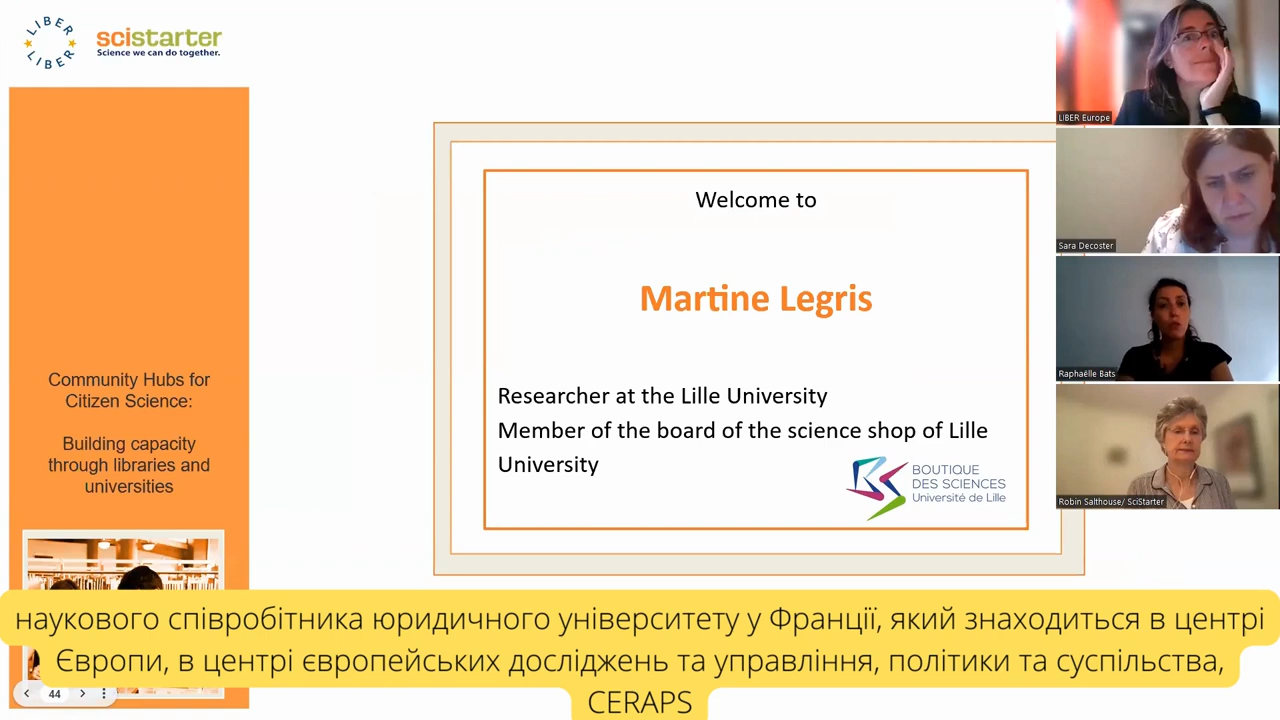 LIBER
LIBER
scistarter
Science we can do together.
Community Hubs for
Citizen Science:
Building capacity
through libraries and
universities
Welcome to
Martine Legris
Researcher at the Lille University
Member of the board of the science shop of Lille
University
BOUTIQUE
DES SCIENCES
Université de Lille
LIBER Europe
Sara Decoster
Raphaëlle Bats
Robin Salthouse/ SciStarter
наукового співробітника юридичного університету у Франції, який знаходиться в центрі
Європи, в центрі європейських досліджень та управління, політики та суспільства,
CERAPS
44